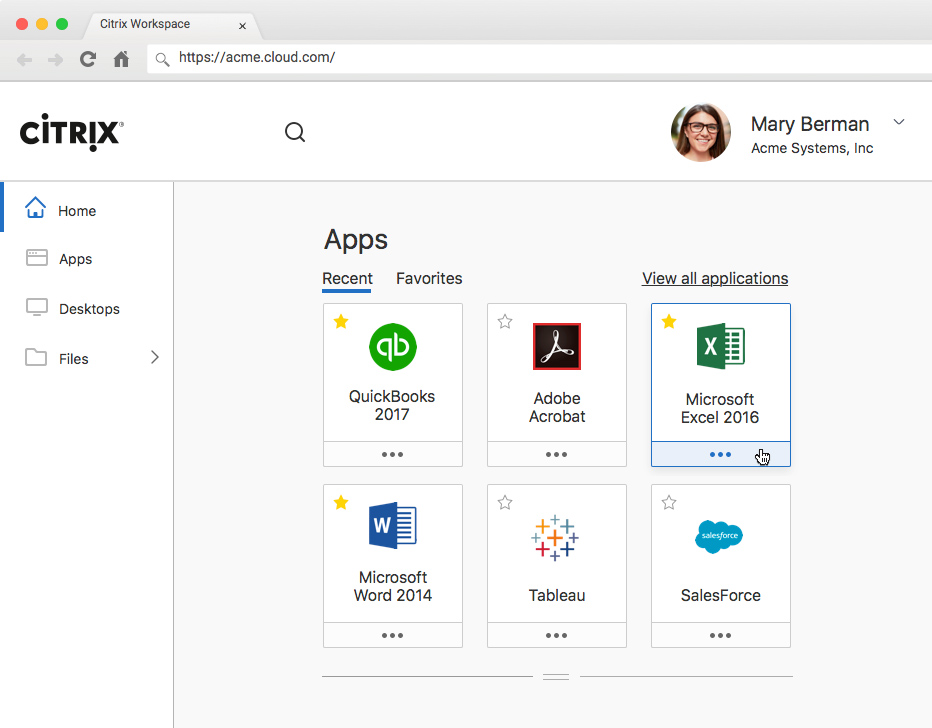 Citrix Workspace
https://acme.cloud.com/
CITRIX®
Mary Berman
Acme Systems, Inc
Home
Apps
Desktops
Files
Apps
Recent Favorites View all applications
qb
QuickBooks
2017
Adobe
Acrobat
X
Microsoft
Excel 2016
W
Microsoft
Word 2014
Tableau
salesforce
SalesForce